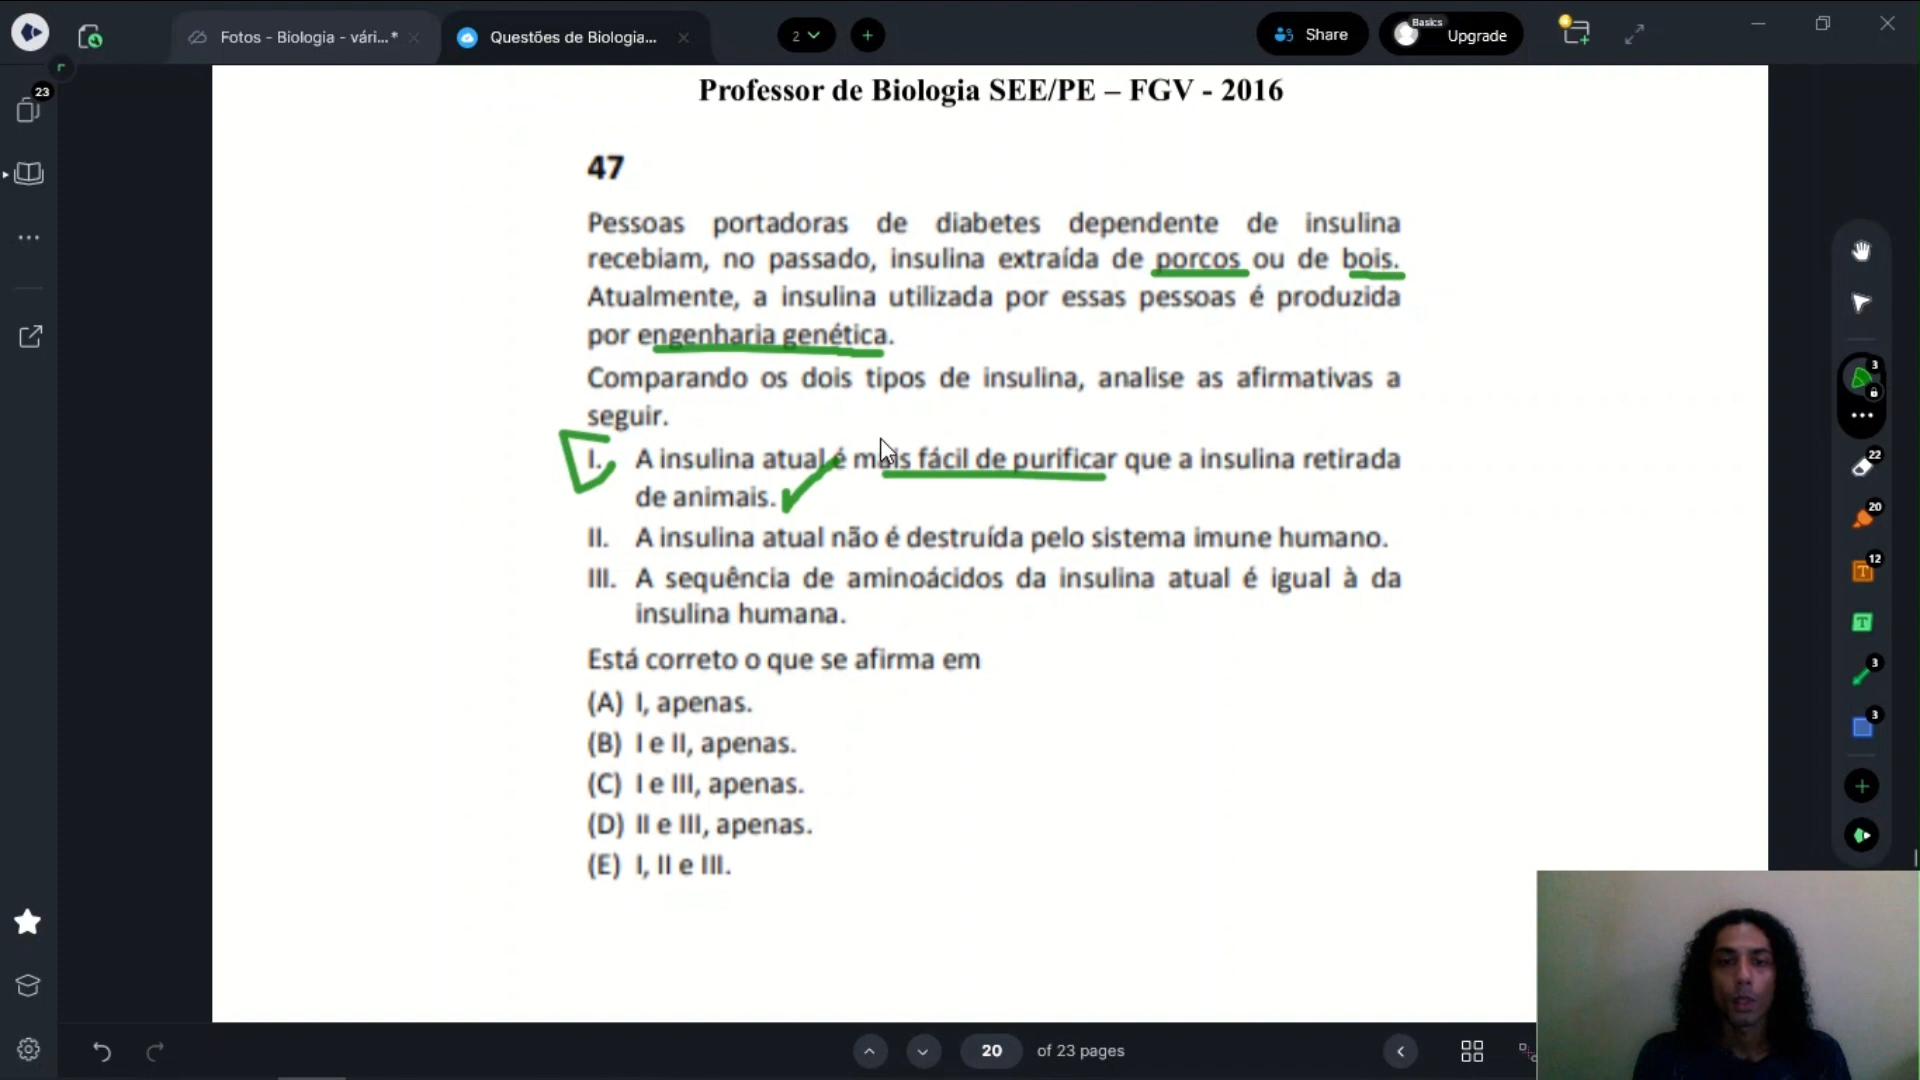 Fotos - Biologia - vári...*
Questões de Biologia...
2
Share
Basics
Upgrade
23
Professor de Biologia SEE/PE – FGV - 2016
47
Pessoas portadoras de diabetes dependente de insulina
recebiam, no passado, insulina extraída de porcos ou de bois.
Atualmente, a insulina utilizada por essas pessoas é produzida
por engenharia genética.
Comparando os dois tipos de insulina, analise as afirmativas a
seguir.
I. A insulina atual é mais fácil de purificar que a insulina retirada
de animais.
II. A insulina atual não é destruída pelo sistema imune humano.
III. A sequência de aminoácidos da insulina atual é igual à da
insulina humana.
Está correto o que se afirma em
(A) I, apenas.
(B) I e II, apenas.
(C) I e III, apenas.
(D) II e III, apenas.
(E) I, II e III.
3
22
20
12
T
T
3
3
20 of 23 pages